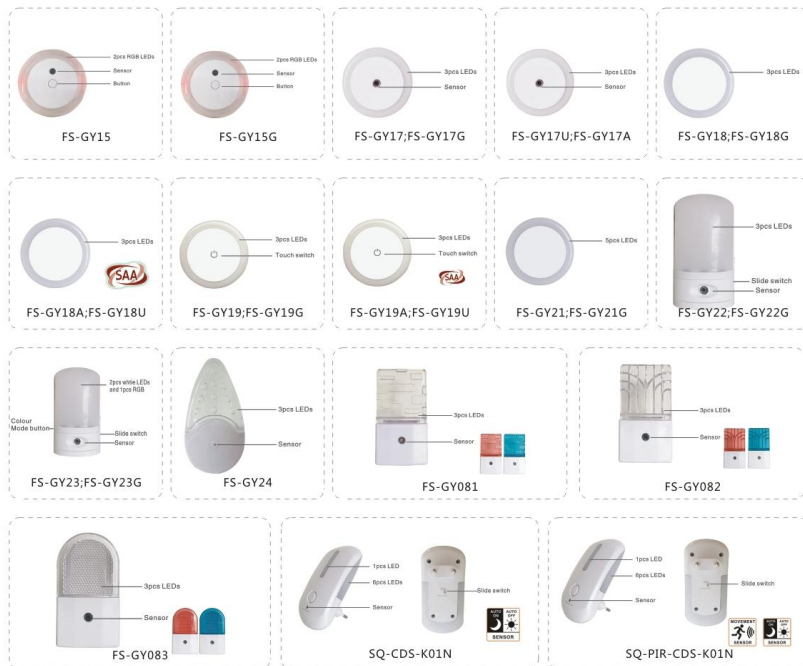 2pcs RGB LEDs
Sensor
Button
FS-GY15
2pcs RGB LEDs
Sensor
Button
FS-GY15G
3pcs LEDs
Sensor
FS-GY17;FS-GY17G
3pcs LEDs
Sensor
FS-GY17U;FS-GY17A
3pcs LEDs
FS-GY18;FS-GY18G
3pcs LEDs
SAA
FS-GY18A;FS-GY18U
3pcs LEDs
Touch switch
FS-GY19;FS-GY19G
3pcs LEDs
Touch switch
SAA
FS-GY19A;FS-GY19U
5pcs LEDs
FS-GY21;FS-GY21G
3pcs LEDs
Slide switch
Sensor
FS-GY22;FS-GY22G
2pcs while LEDs
and 1pcs RGB
Colour
Mode button
Slide switch
Sensor
FS-GY23;FS-GY23G
3pcs LEDs
Sensor
FS-GY24
3pcs LEDs
Sensor
FS-GY081
3pcs LEDs
Sensor
FS-GY082
3pcs LEDs
Sensor
FS-GY083
1pc LED
6pcs LEDs
Sensor
Slide switch
AUTO ON
AUTO OFF
SENSOR
SQ-CDS-K01N
1pc LED
6pcs LEDs
Sensor
Slide switch
MOVEMENT
SENSOR
AUTO ON
AUTO OFF
SENSOR
SQ-PIR-CDS-K01N